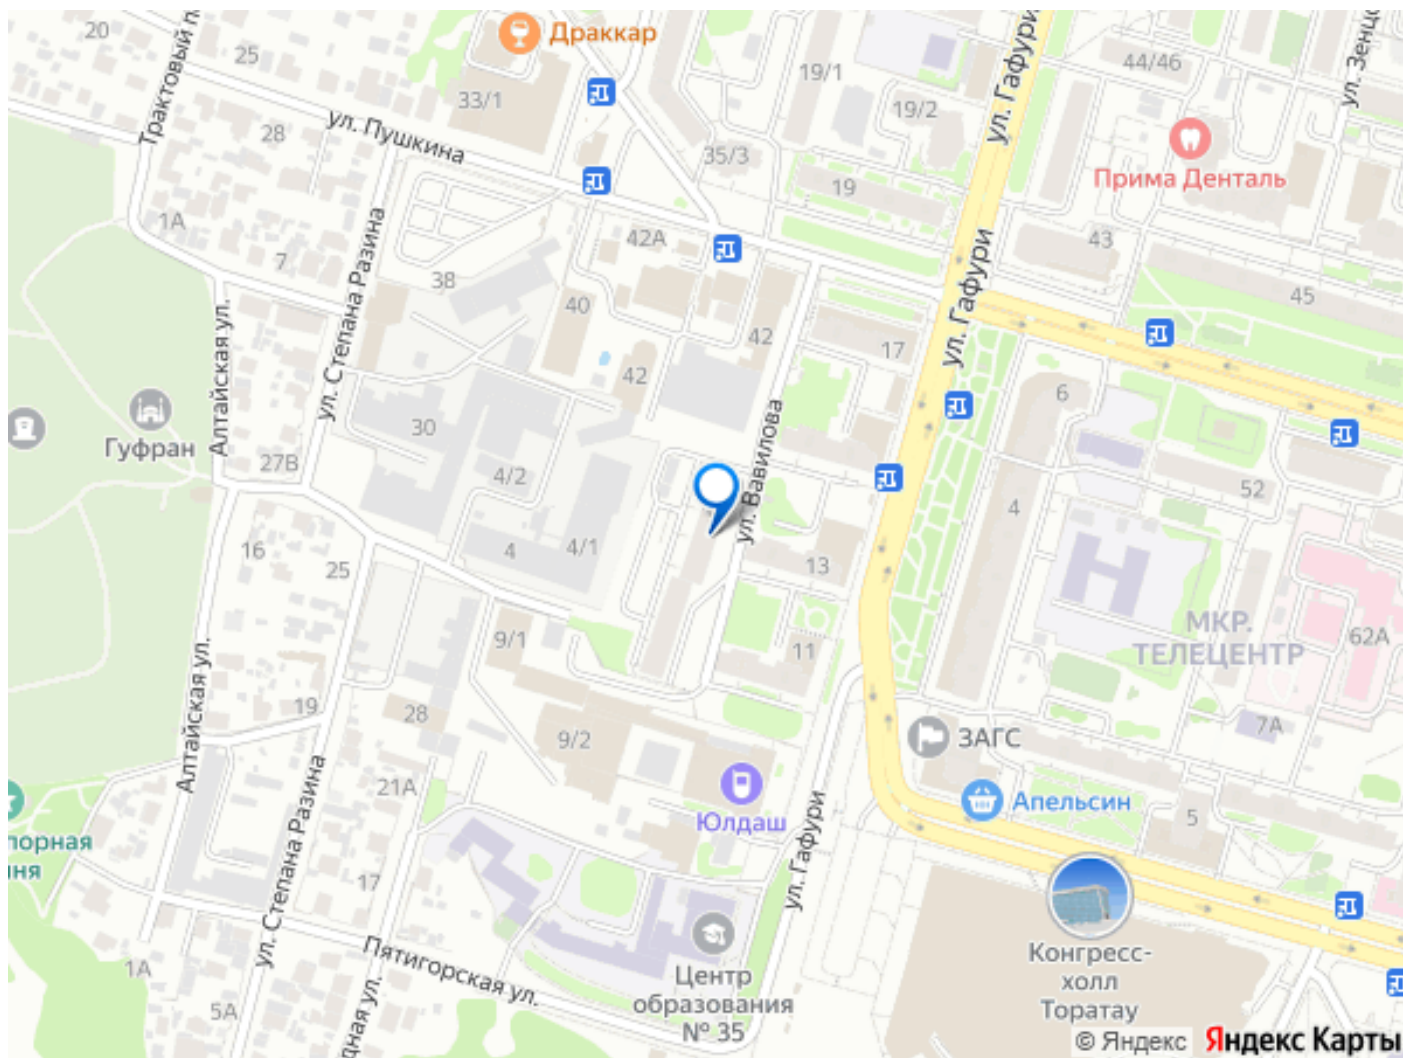 20
25
Трактовый п
Драккар
33/1
28
ул. Пушкина
19/1
19/2
ул. Гафури
44/46
ул. Зенцо
Прима Денталь
35/3
19
1А
7
38
42А
43
45
ул. Степана Разина
Алтайская ул.
40
42
42
17
ул. Гафури
6
Гуфран
27В
30
4/2
ул. Вавилова
52
4
16
25
4
4/1
13
МКР.
ТЕЛЕЦЕНТР
62А
9/1
11
Алтайская ул.
19
28
9/2
ЗАГС
7А
21А
Юлдаш
Апельсин
5
порная
ня
ул. Степана Разина
17
ул. Гафури
Пятигорская ул.
1А
5А
дная ул.
Центр
образования
№ 35
Конгресс-
холл
Торатау
© Яндекс Яндекс Карты